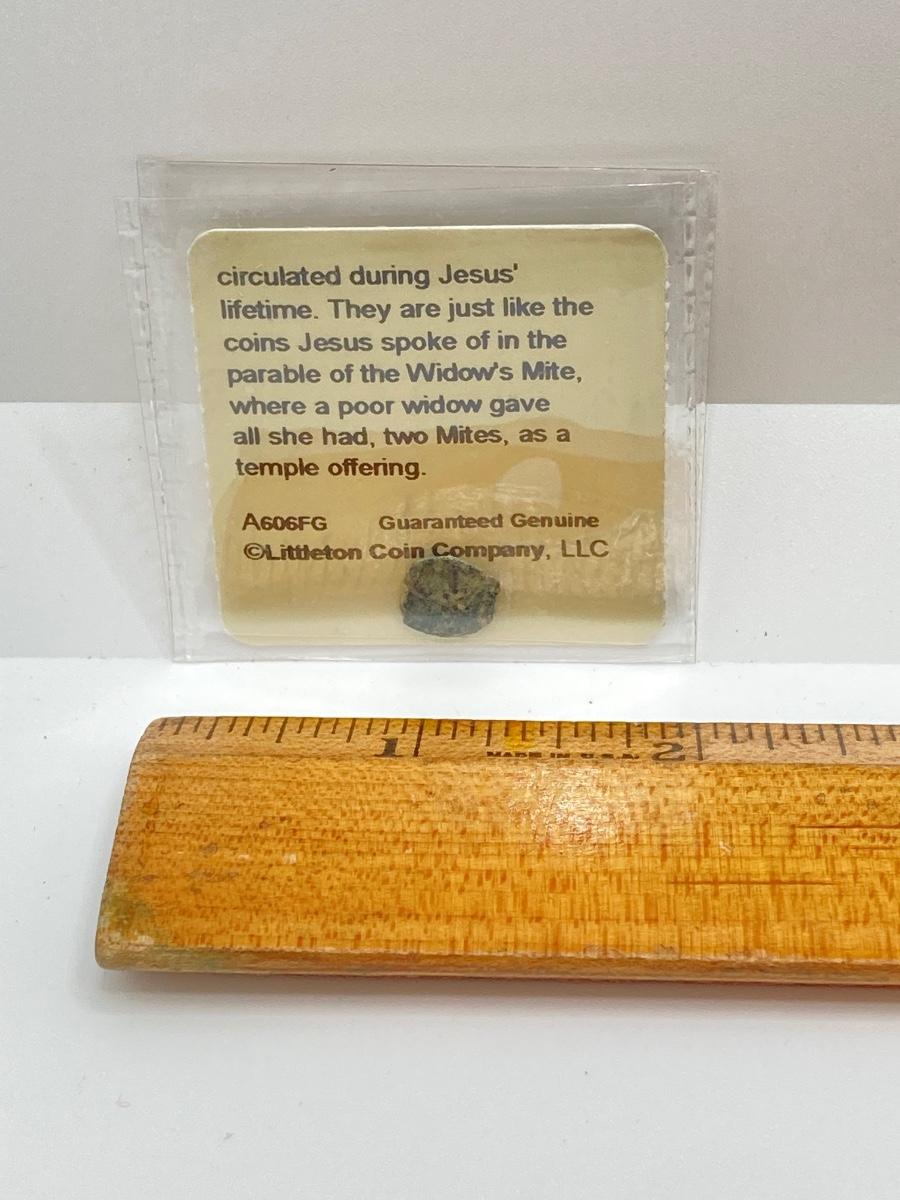 circulated during Jesus'
lifetime. They are just like the
coins Jesus spoke of in the
parable of the Widow's Mite,
where a poor widow gave
all she had, two Mites, as a
temple offering.
A606FG Guaranteed Genuine
©Littleton Coin Company, LLC
1 MADE IN U.S.A. 2